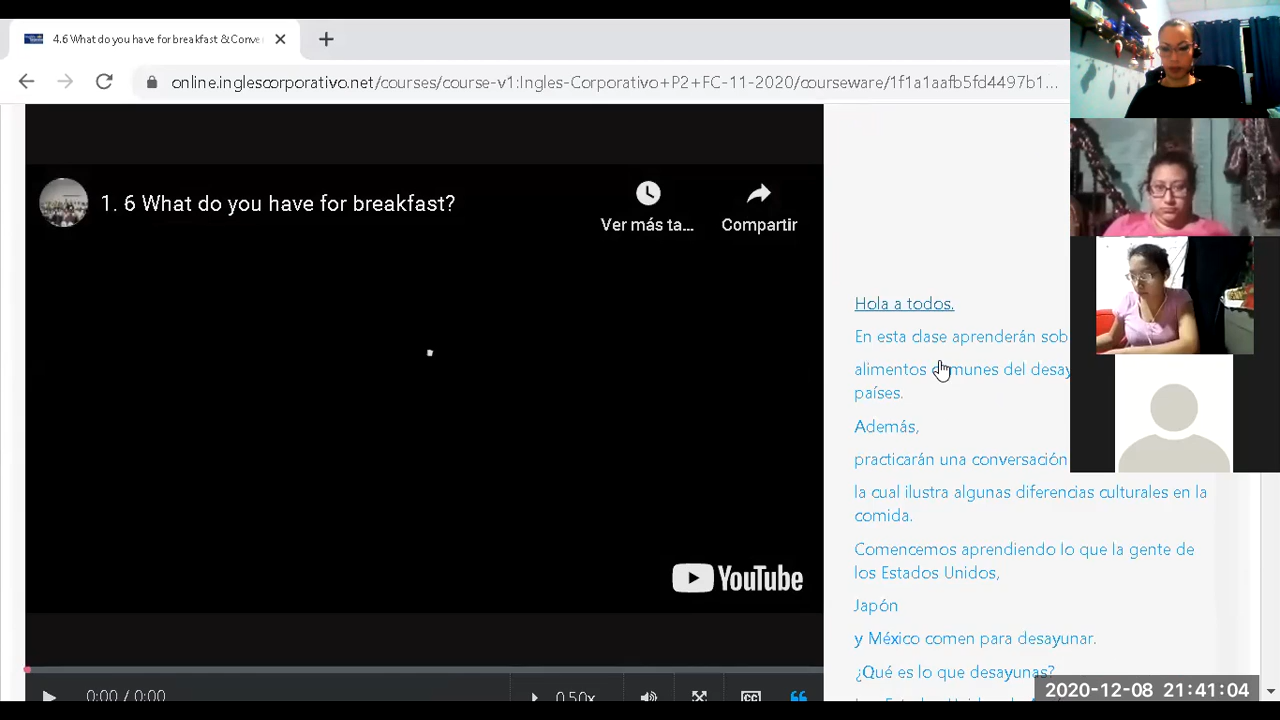 4.6 What do you have for breakfast & Conve
online.inglescorporativo.net/courses/course-v1:Ingles-Corporativo+P2+FC-11-2020/courseware/1f1a1aafb5fd4497b1...
1. 6 What do you have for breakfast?
Ver más ta...
Compartir
YouTube
0:00 / 0:00
0.50x
CC
Hola a todos.
En esta clase aprenderán sob
alimentos comunes del desay
países.
Además,
practicarán una conversación
la cual ilustra algunas diferencias culturales en la
comida.
Comencemos aprendiendo lo que la gente de
los Estados Unidos,
Japón
y México comen para desayunar.
¿Qué es lo que desayunas?
2020-12-08 21:41:04